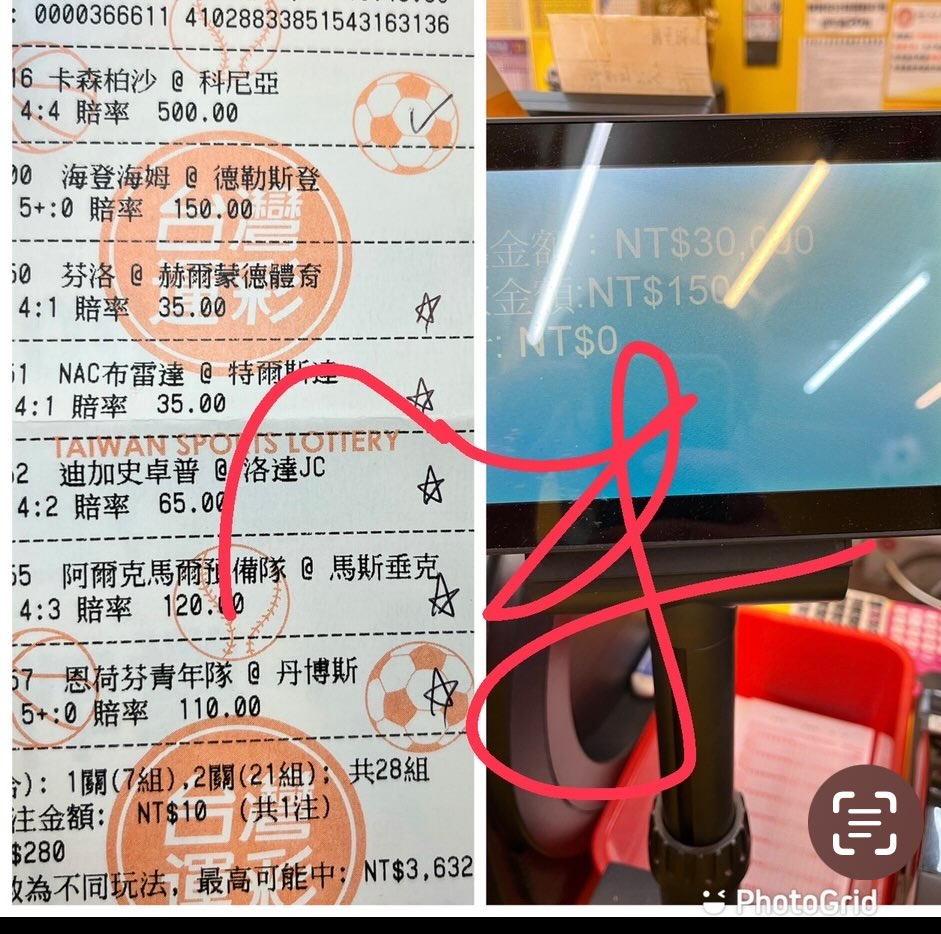 : 0000366611 41028833851543163136
16 卡森柏沙 @ 科尼亞
4:4 賠率 500.00
00 海登海姆 @ 德勒斯登
5+:0 賠率 150.00
50 芬洛 @ 赫爾蒙德體育
4:1 賠率 35.00
51 NAC布雷達 @ 特爾斯達
4:1 賠率 35.00
TAIWAN SPORTS LOTTERY
52 迪加史卓普 @ 洛達JC
4:2 賠率 65.00
55 阿爾克馬爾預備隊 @ 馬斯垂克
4:3 賠率 120.00
57 恩荷芬青年隊 @ 丹博斯
5+:0 賠率 110.00
合): 1關(7組),2關(21組); 共28組
注金額: NT$10 (共1注)
$280
改為不同玩法, 最高可能中: NT$3,632
台灣
運彩
台灣
運彩
金額: NT$30,000
金額:NT$150
: NT$0
PhotoGrid